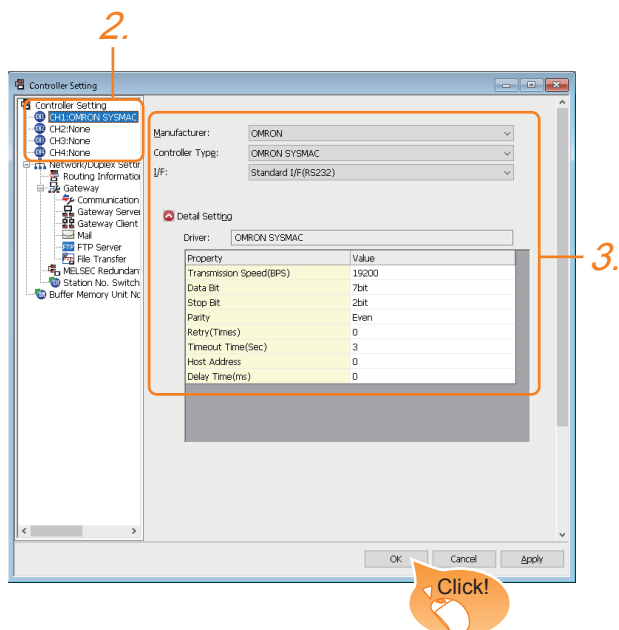 2.
Controller Setting
Controller Setting
CH1:OMRON SYSMAC
CH2:None
CH3:None
CH4:None
Network/Duplex Settin
Routing Information
Gateway
Communication
Gateway Server
Gateway Client
Mail
FTP Server
File Transfer
MELSEC Redundan
Station No. Switch
Buffer Memory Unit No
Manufacturer: OMRON
Controller Type: OMRON SYSMAC
I/F: Standard I/F(RS232)
Detail Setting
Driver: OMRON SYSMAC
Property Value
Transmission Speed(BPS) 19200
Data Bit 7bit
Stop Bit 2bit
Parity Even
Retry(Times) 0
Timeout Time(Sec) 3
Host Address 0
Delay Time(ms) 0
3.
OK Cancel Apply
Click!